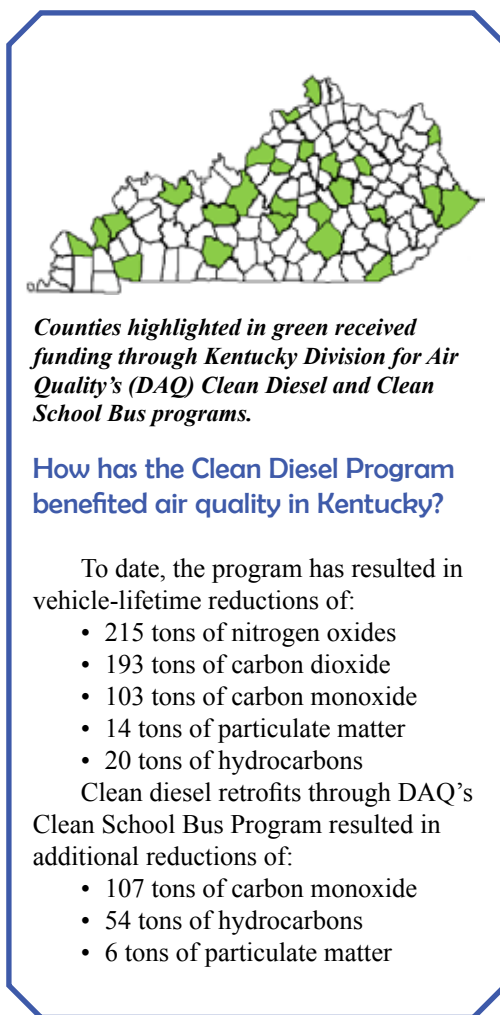 Counties highlighted in green received
funding through Kentucky Division for Air
Quality’s (DAQ) Clean Diesel and Clean
School Bus programs.
How has the Clean Diesel Program
benefited air quality in Kentucky?
To date, the program has resulted in
vehicle-lifetime reductions of:
• 215 tons of nitrogen oxides
• 193 tons of carbon dioxide
• 103 tons of carbon monoxide
• 14 tons of particulate matter
• 20 tons of hydrocarbons
Clean diesel retrofits through DAQ’s
Clean School Bus Program resulted in
additional reductions of:
• 107 tons of carbon monoxide
• 54 tons of hydrocarbons
• 6 tons of particulate matter